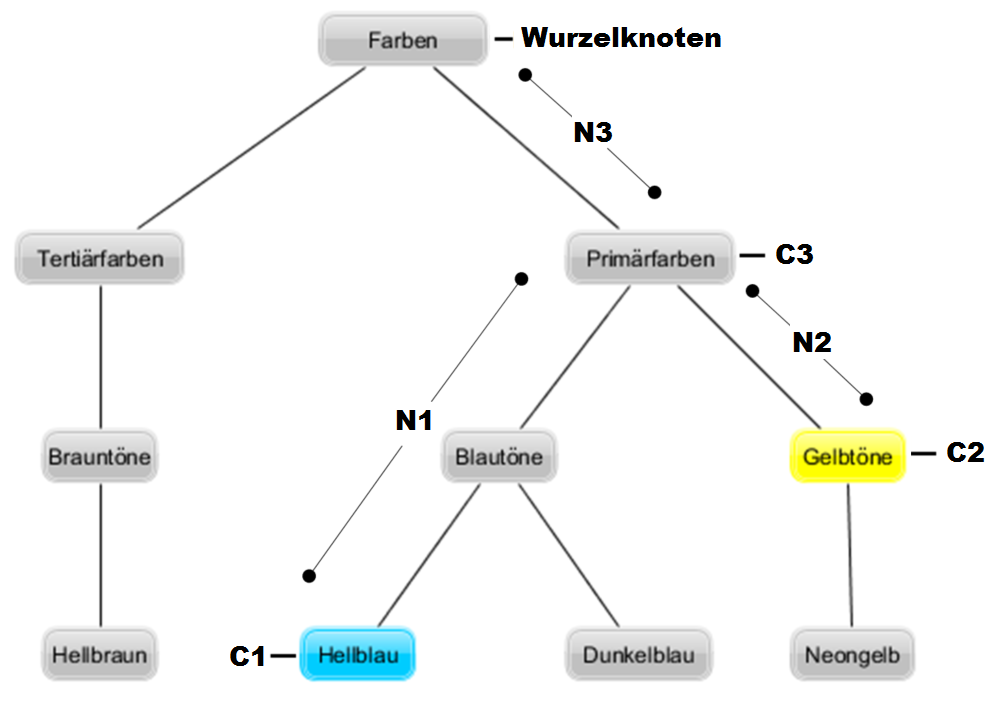 Farben
Wurzelknoten
N3
Tertiärfarben
Primärfarben
C3
N2
N1
Brauntöne
Blautöne
Gelbtöne
C2
Hellbraun
C1
Hellblau
Dunkelblau
Neongelb